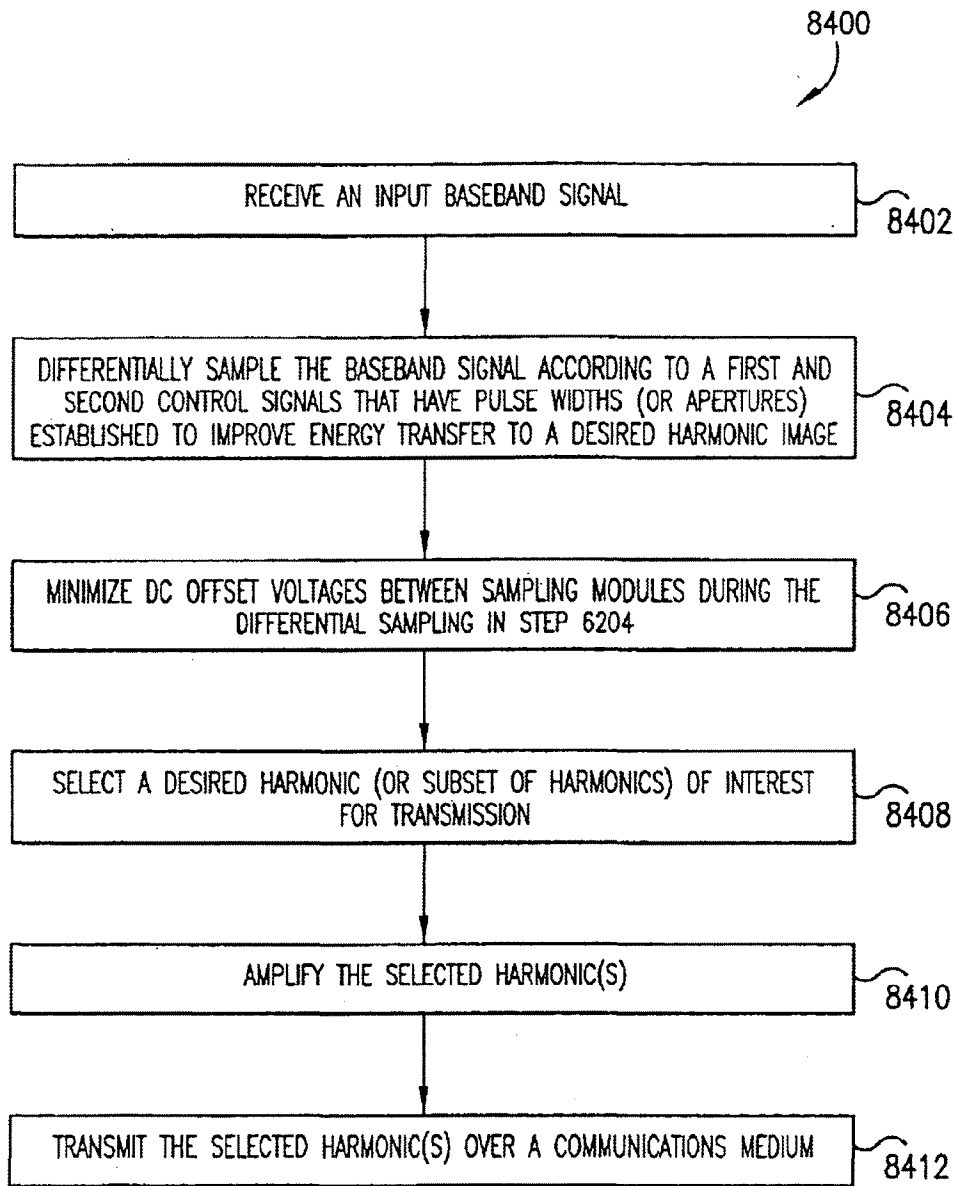 8400
RECEIVE AN INPUT BASEBAND SIGNAL
8402
DIFFERENTIALLY SAMPLE THE BASEBAND SIGNAL ACCORDING TO A FIRST AND
SECOND CONTROL SIGNALS THAT HAVE PULSE WIDTHS (OR APERTURES)
ESTABLISHED TO IMPROVE ENERGY TRANSFER TO A DESIRED HARMONIC IMAGE
8404
MINIMIZE DC OFFSET VOLTAGES BETWEEN SAMPLING MODULES DURING THE
DIFFERENTIAL SAMPLING IN STEP 6204
8406
SELECT A DESIRED HARMONIC (OR SUBSET OF HARMONICS) OF INTEREST
FOR TRANSMISSION
8408
AMPLIFY THE SELECTED HARMONIC(S)
8410
TRANSMIT THE SELECTED HARMONIC(S) OVER A COMMUNICATIONS MEDIUM
8412